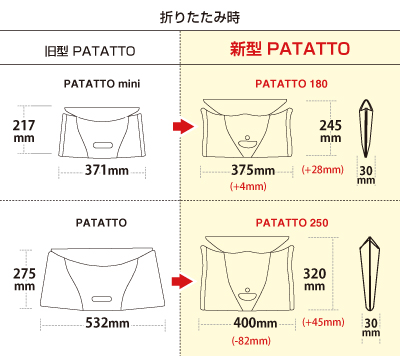 折りたたみ時
旧型 PATATTO
新型 PATATTO
PATATTO mini
PATATTO 180
217
mm
371mm
245
mm
375mm
(+4mm)
(+28mm)
30
mm
PATATTO
PATATTO 250
275
mm
532mm
320
mm
400mm
(-82mm)
(+45mm)
30
mm